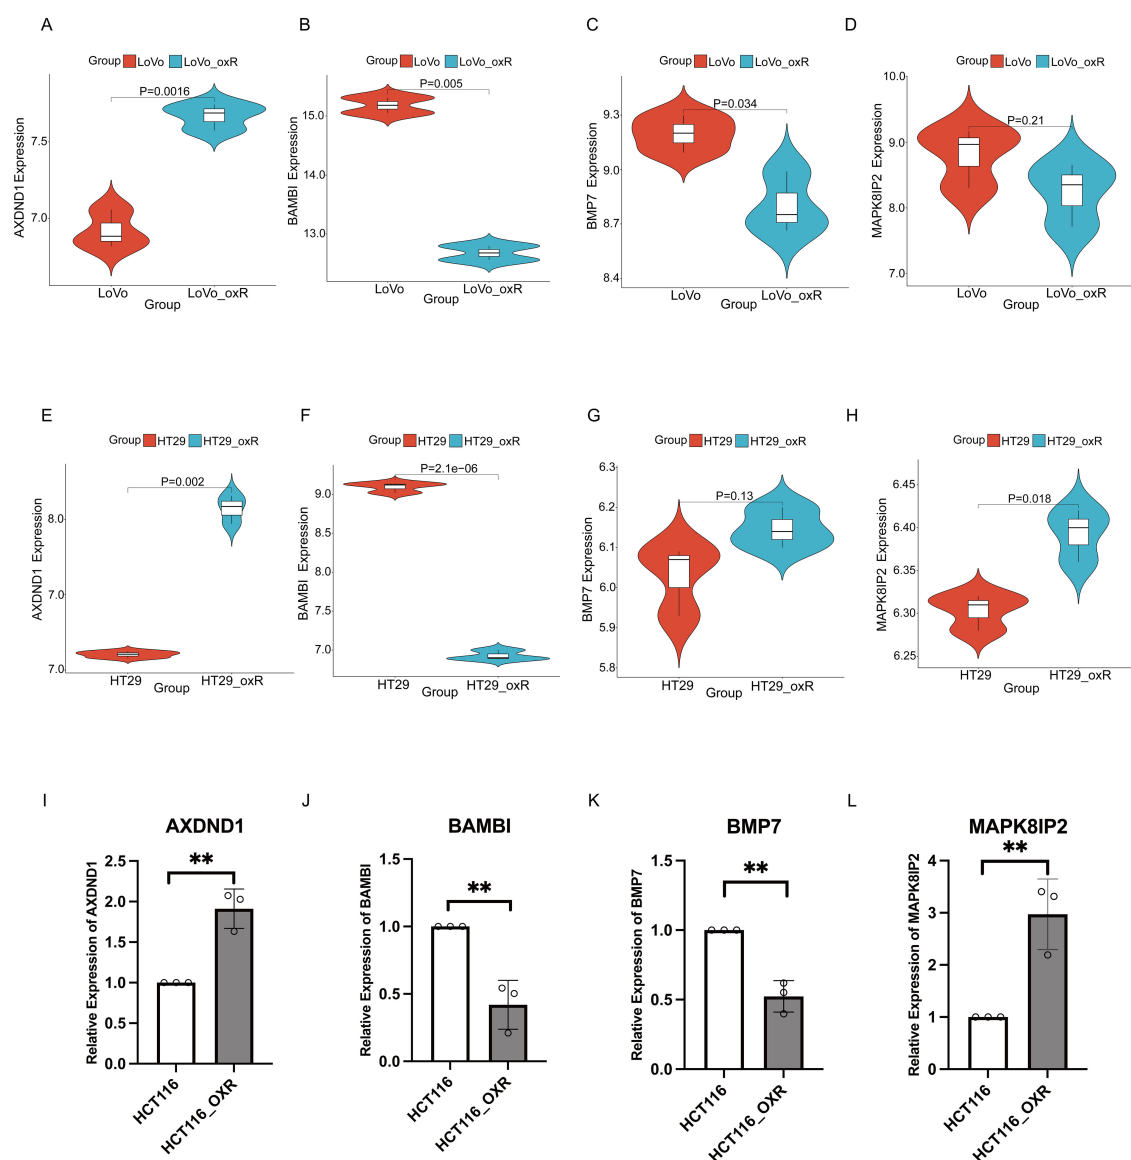 A
B
C
D
Group LoVo LoVo_oxR
Group LoVo LoVo_oxR
Group LoVo LoVo_oxR
Group LoVo LoVo_oxR
AXDND1 Expression
7.5
7.0
P=0.0016
LoVo
LoVo_oxR
Group
BAMBI Expression
15.0
14.0
13.0
P=0.005
LoVo
LoVo_oxR
Group
BMP7 Expression
9.3
9.0
8.7
8.4
P=0.034
LoVo
LoVo_oxR
Group
MAPK8IP2 Expression
10.0
9.0
8.0
7.0
P=0.21
LoVo
LoVo_oxR
Group
E
F
G
H
Group HT29 HT29_oxR
Group HT29 HT29_oxR
Group HT29 HT29_oxR
Group HT29 HT29_oxR
AXDND1 Expression
8.0
7.0
7.0
P=0.002
HT29
HT29_oxR
Group
BAMBI Expression
9.0
8.5
8.0
7.5
7.0
P=2.1e−06
HT29
HT29_oxR
Group
BMP7 Expression
6.3
6.2
6.1
6.0
5.9
5.8
P=0.13
HT29
HT29_oxR
Group
MAPK8IP2 Expression
6.45
6.40
6.35
6.30
6.25
P=0.018
HT29
HT29_oxR
Group
I
J
K
L
AXDND1
Relative Expression of AXDND1
2.5
2.0
1.5
1.0
0.5
0.0
**
HCT116
HCT116_OXR
BAMBI
Relative Expression of BAMBI
1.5
1.0
0.5
0.0
**
HCT116
HCT116_OXR
BMP7
Relative Expression of BMP7
1.5
1.0
0.5
0.0
**
HCT116
HCT116_OXR
MAPK8IP2
Relative Expression of MAPK8IP2
4
3
2
1
0
**
HCT116
HCT116_OXR